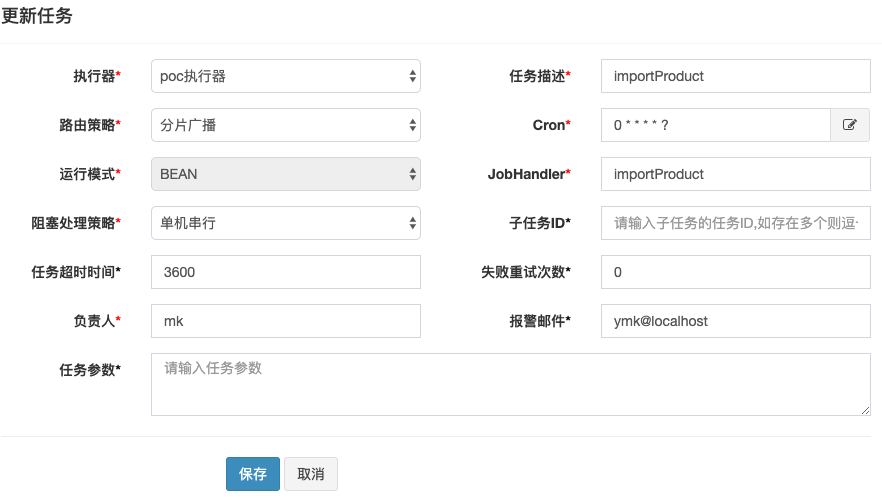 更新任务
执行器* poc执行器 任务描述* importProduct
路由策略* 分片广播 Cron* 0 * * * * ?
运行模式* BEAN JobHandler* importProduct
阻塞处理策略* 单机串行 子任务ID* 请输入子任务的任务ID,如存在多个则逗
任务超时时间* 3600 失败重试次数* 0
负责人* mk 报警邮件* ymk@localhost
任务参数* 请输入任务参数
保存 取消